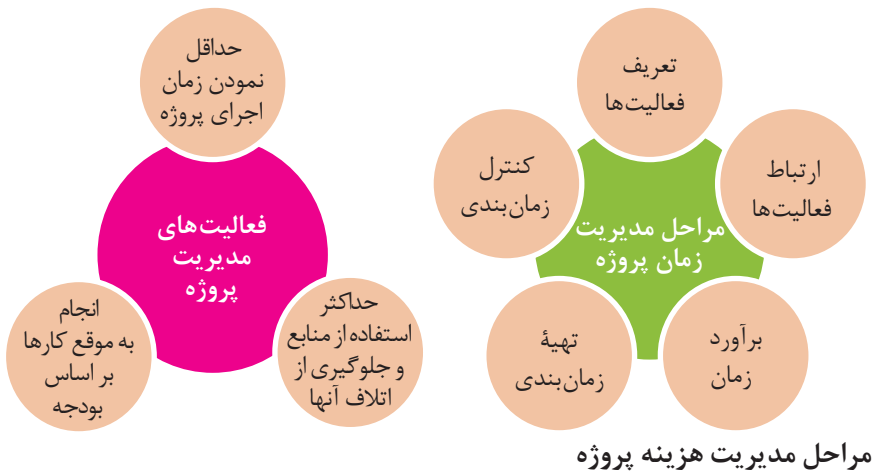 تعریف
فعالیت‌ها
ارتباط
فعالیت‌ها
برآورد
زمان
تهیۀ
زمان‌بندی
کنترل
زمان‌بندی
مراحل مدیریت
زمان پروژه
حداقل
نمودن زمان
اجرای پروژه
حداکثر
استفاده از منابع
و جلوگیری از
اتلاف آنها
انجام
به موقع کارها
بر اساس
بودجه
فعالیت‌های
مدیریت
پروژه
مراحل مدیریت هزینه پروژه